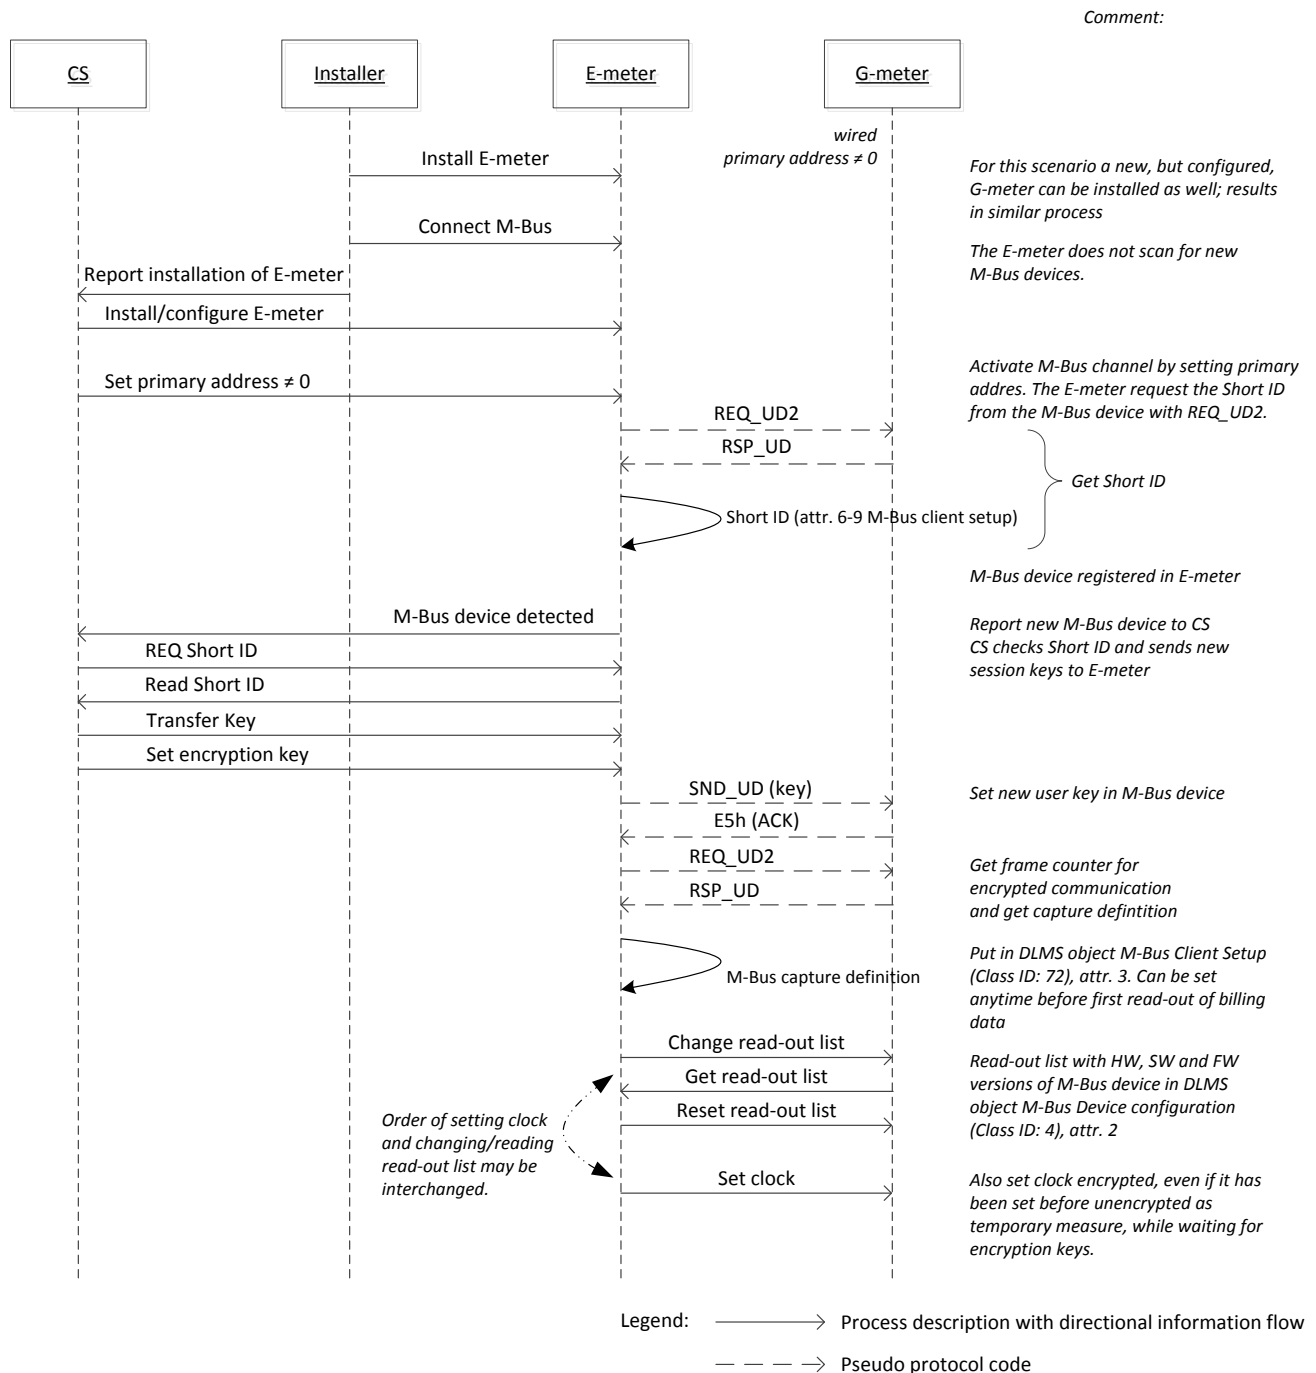 Comment:
CS
Installer
E-meter
G-meter
wired
primary address ≠ 0
Install E-meter
For this scenario a new, but configured,
G-meter can be installed as well; results
in similar process
Connect M-Bus
The E-meter does not scan for new
M-Bus devices.
Report installation of E-meter
Install/configure E-meter
Set primary address ≠ 0
Activate M-Bus channel by setting primary
addres. The E-meter request the Short ID
from the M-Bus device with REQ_UD2.
REQ_UD2
RSP_UD
Get Short ID
Short ID (attr. 6-9 M-Bus client setup)
M-Bus device registered in E-meter
M-Bus device detected
Report new M-Bus device to CS
CS checks Short ID and sends new
session keys to E-meter
REQ Short ID
Read Short ID
Transfer Key
Set encryption key
SND_UD (key)
Set new user key in M-Bus device
E5h (ACK)
REQ_UD2
RSP_UD
Get frame counter for
encrypted communication
and get capture defintition
M-Bus capture definition
Put in DLMS object M-Bus Client Setup
(Class ID: 72), attr. 3. Can be set
anytime before first read-out of billing
data
Change read-out list
Get read-out list
Reset read-out list
Read-out list with HW, SW and FW
versions of M-Bus device in DLMS
object M-Bus Device configuration
(Class ID: 4), attr. 2
Order of setting clock
and changing/reading
read-out list may be
interchanged.
Set clock
Also set clock encrypted, even if it has
been set before unencrypted as
temporary measure, while waiting for
encryption keys.
Legend:
Process description with directional information flow
Pseudo protocol code